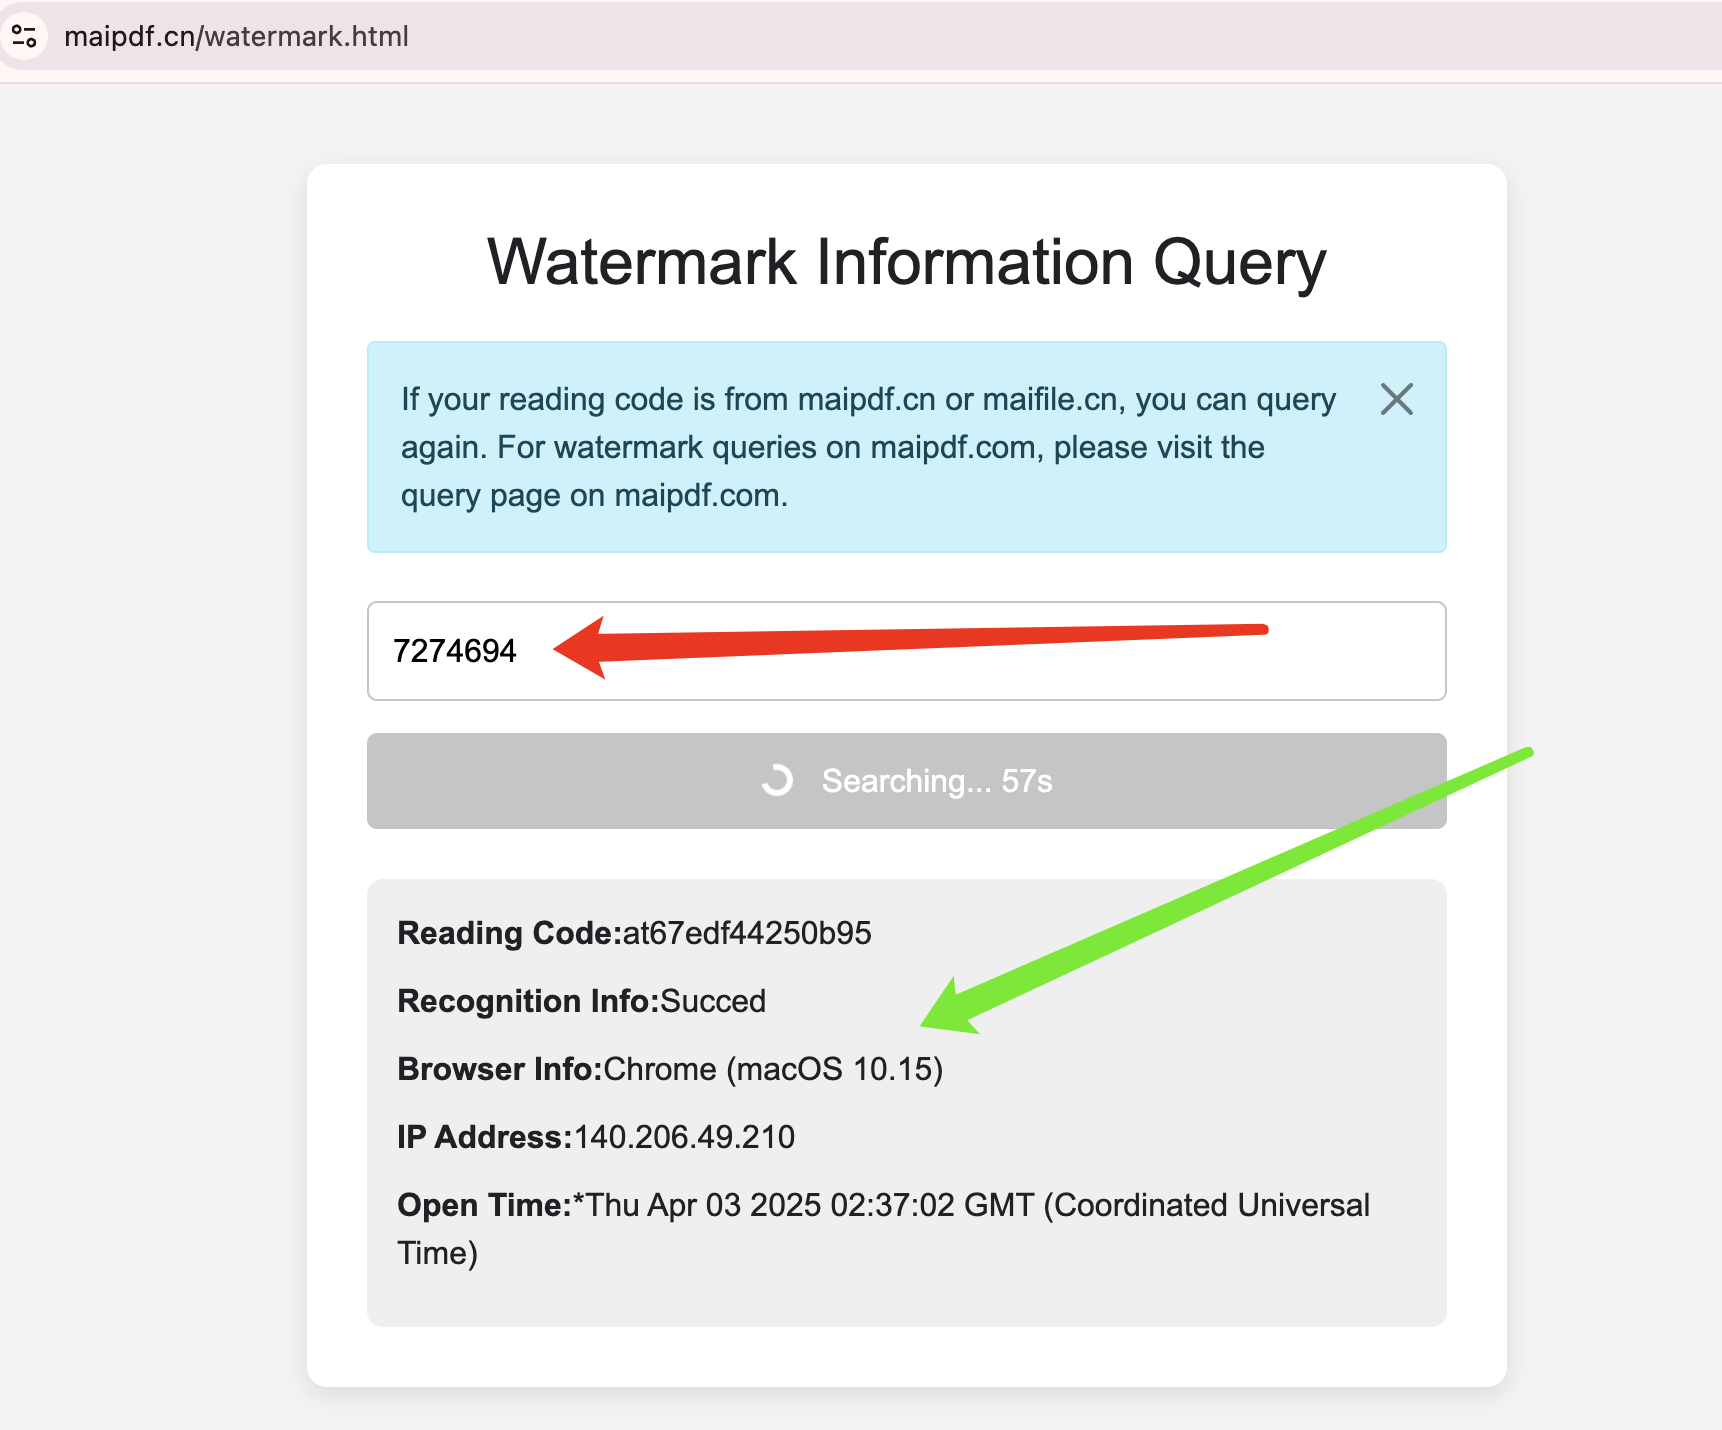 maipdf.cn/watermark.html
Watermark Information Query
If your reading code is from maipdf.cn or maifile.cn, you can query
again. For watermark queries on maipdf.com, please visit the
query page on maipdf.com.
7274694
Searching... 57s
Reading Code:at67edf44250b95
Recognition Info:Succed
Browser Info:Chrome (macOS 10.15)
IP Address:140.206.49.210
Open Time:*Thu Apr 03 2025 02:37:02 GMT (Coordinated Universal
Time)